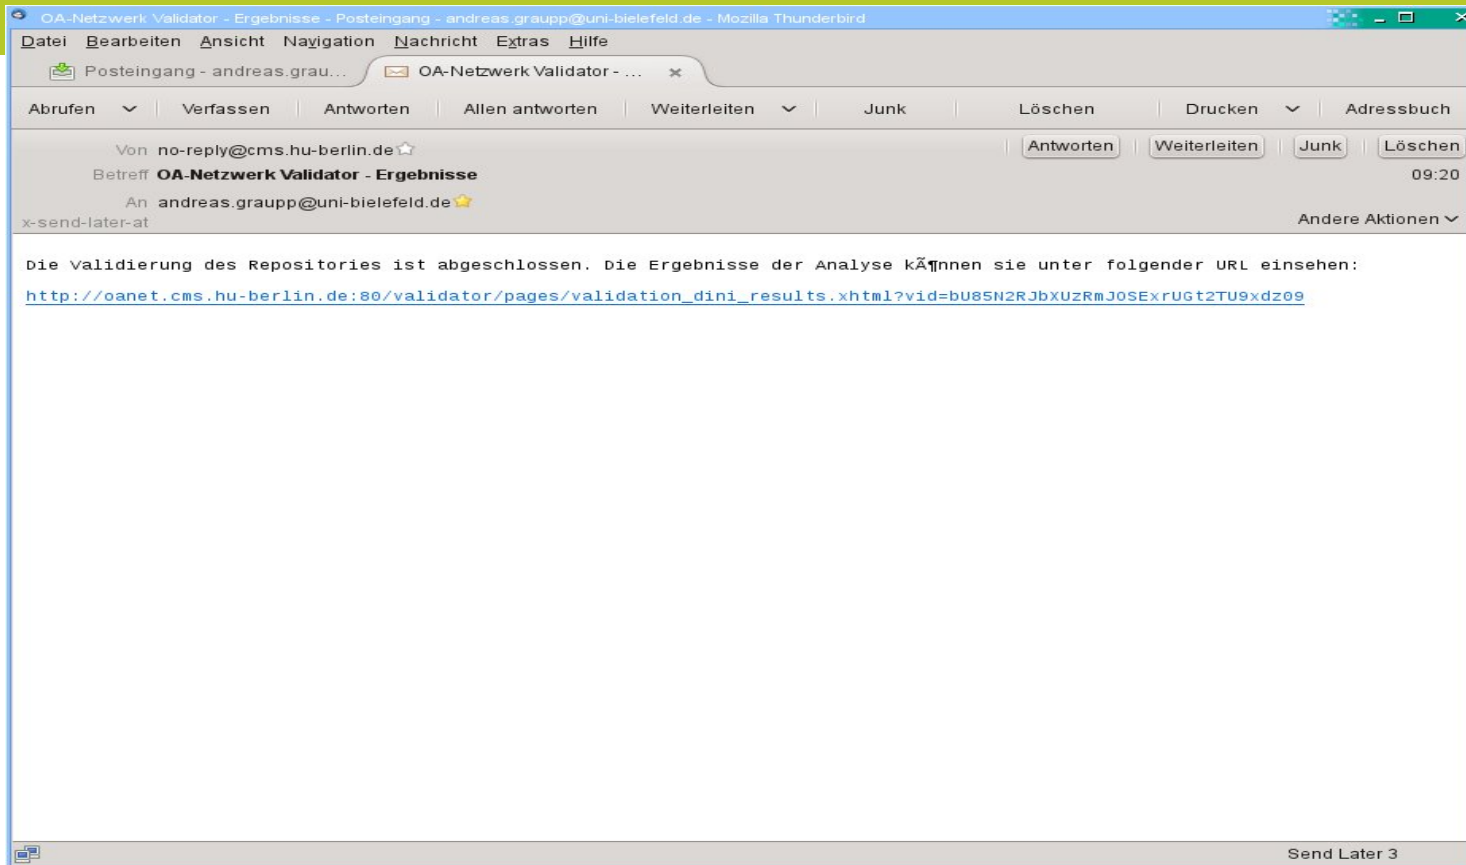 OA-Netzwerk Validator - Ergebnisse - Posteingang - andreas.graupp@uni-bielefeld.de - Mozilla Thunderbird
Datei Bearbeiten Ansicht Navigation Nachricht Extras Hilfe
Posteingang - andreas.grau... OA-Netzwerk Validator - ...
Abrufen Verfassen Antworten Allen antworten Weiterleiten Junk Löschen Drucken Adressbuch
Von no-reply@cms.hu-berlin.de Antworten Weiterleiten Junk Löschen
Betreff OA-Netzwerk Validator - Ergebnisse 09:20
An andreas.graupp@uni-bielefeld.de
x-send-later-at Andere Aktionen
Die Validierung des Repositories ist abgeschlossen. Die Ergebnisse der Analyse kÃ¶nnen sie unter folgender URL einsehen:
http://oanet.cms.hu-berlin.de:80/validator/pages/validation_dini_results.xhtml?vid=bU85N2RJbXUzRmJOSExrUGt2TU9xdz09
Send Later 3